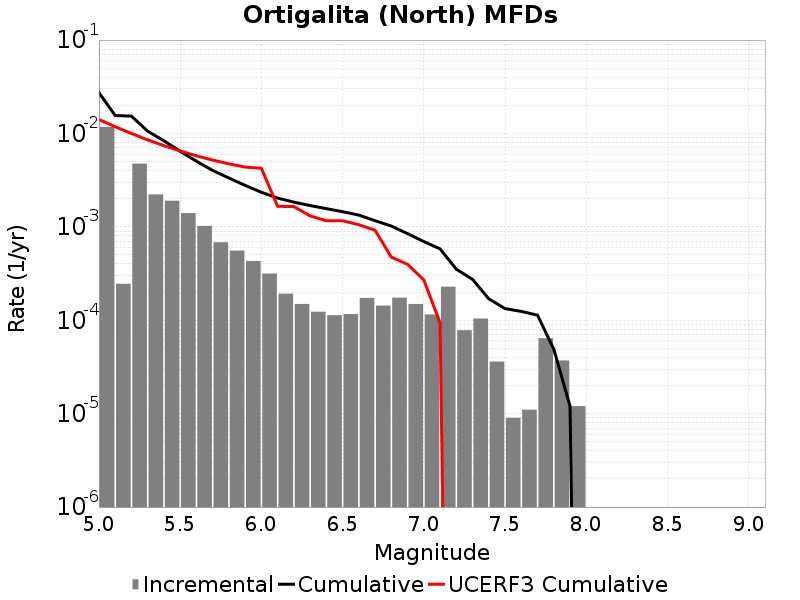 Ortigalita (North) MFDs
10^-1
10^-2
10^-3
10^-4
10^-5
10^-6
Rate (1/yr)
5.0 5.5 6.0 6.5 7.0 7.5 8.0 8.5 9.0
Magnitude
Incremental Cumulative UCERF3 Cumulative